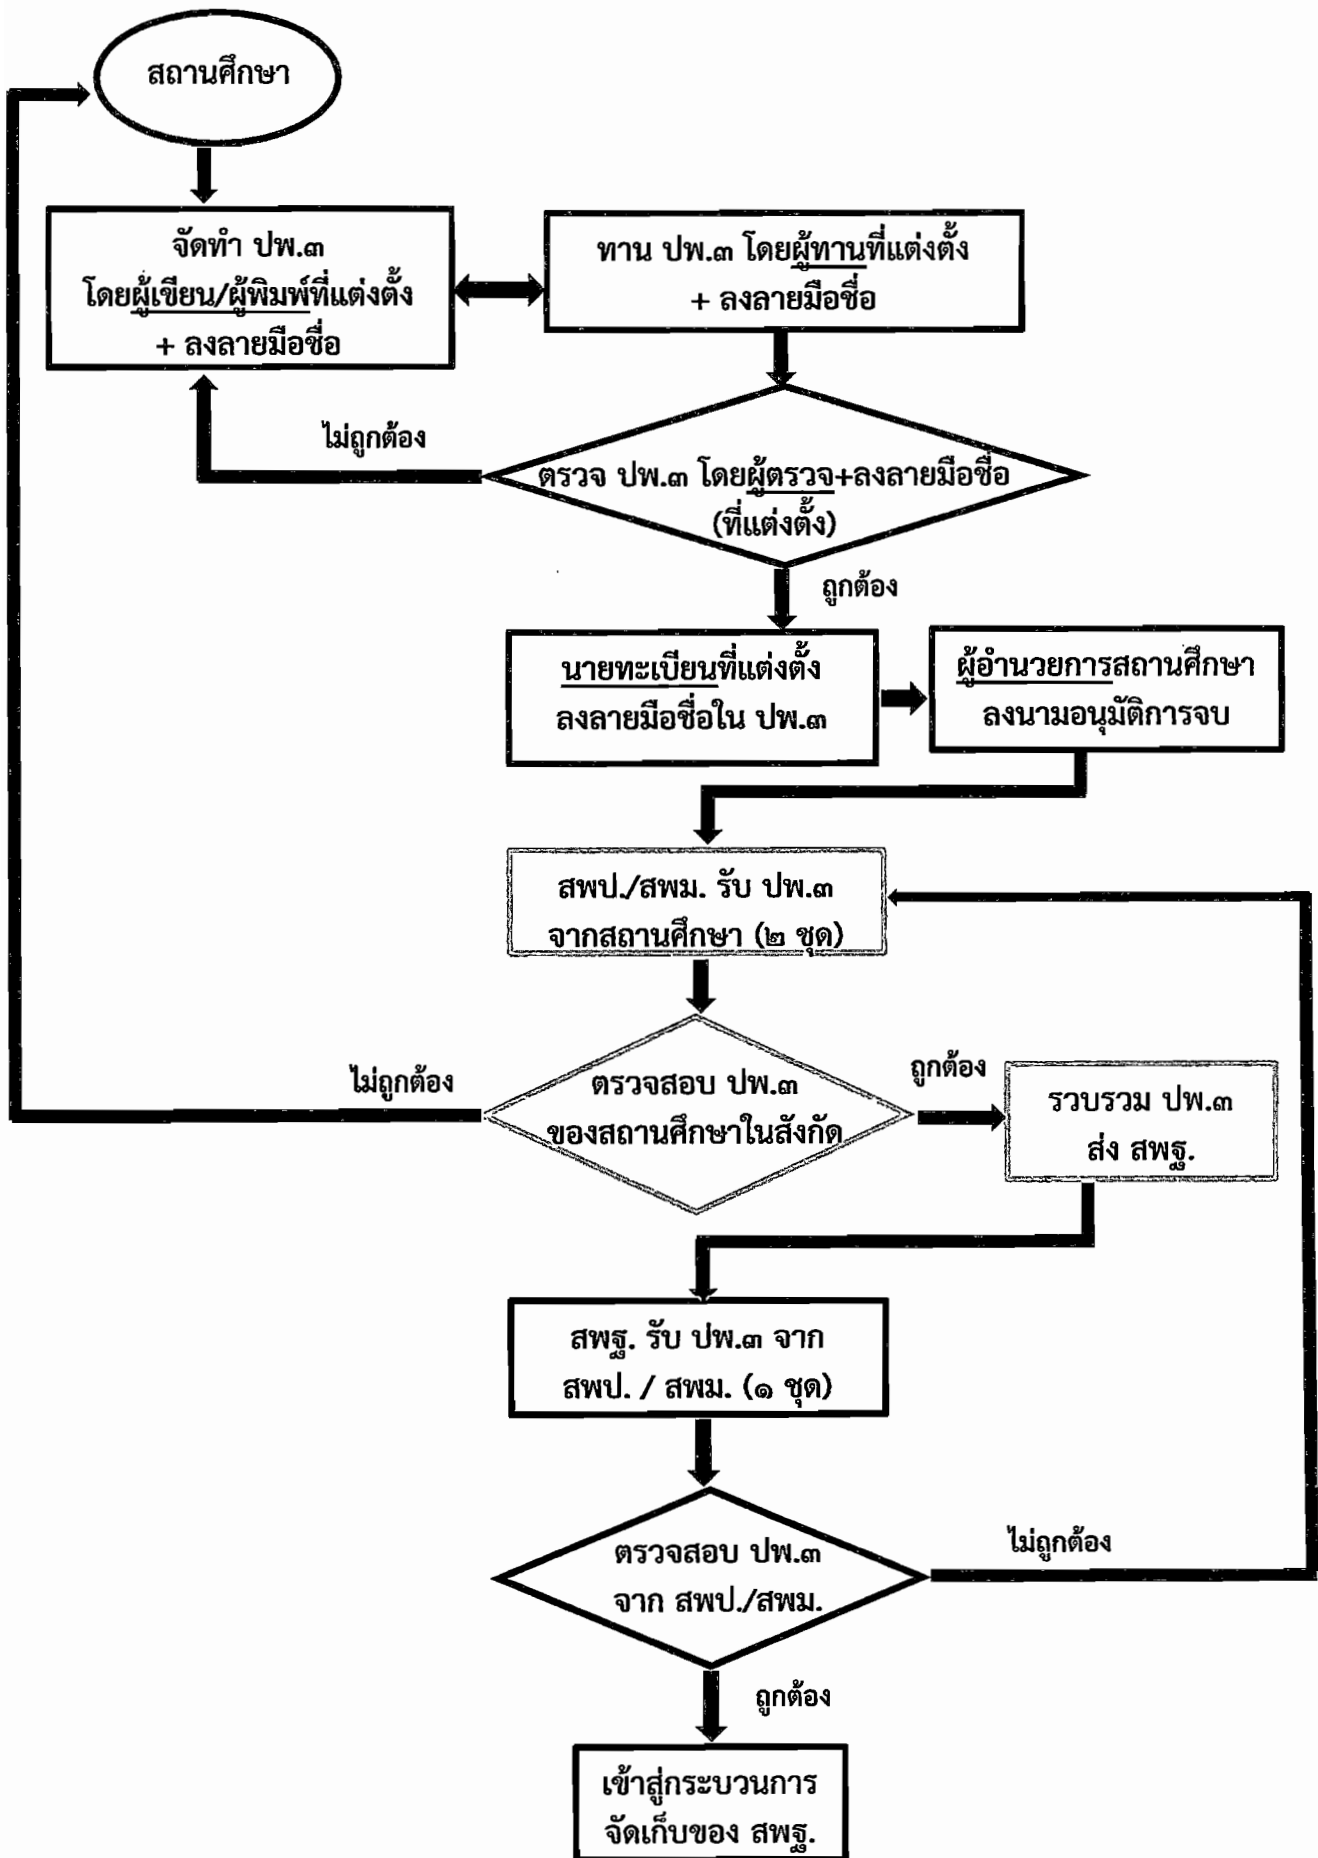 สถานศึกษา
จัดทำ ปพ.๓
โดยผู้เขียน/ผู้พิมพ์ที่แต่งตั้ง
+ ลงลายมือชื่อ
ทาน ปพ.๓ โดยผู้ทานที่แต่งตั้ง
+ ลงลายมือชื่อ
ไม่ถูกต้อง
ตรวจ ปพ.๓ โดยผู้ตรวจ+ลงลายมือชื่อ
(ที่แต่งตั้ง)
ถูกต้อง
นายทะเบียนที่แต่งตั้ง
ลงลายมือชื่อใน ปพ.๓
ผู้อำนวยการสถานศึกษา
ลงนามอนุมัติการจบ
สพป./สพม. รับ ปพ.๓
จากสถานศึกษา (๒ ชุด)
ไม่ถูกต้อง
ตรวจสอบ ปพ.๓
ของสถานศึกษาในสังกัด
ถูกต้อง
รวบรวม ปพ.๓
ส่ง สพฐ.
สพฐ. รับ ปพ.๓ จาก
สพป. / สพม. (๑ ชุด)
ตรวจสอบ ปพ.๓
จาก สพป./สพม.
ไม่ถูกต้อง
ถูกต้อง
เข้าสู่กระบวนการ
จัดเก็บของ สพฐ.